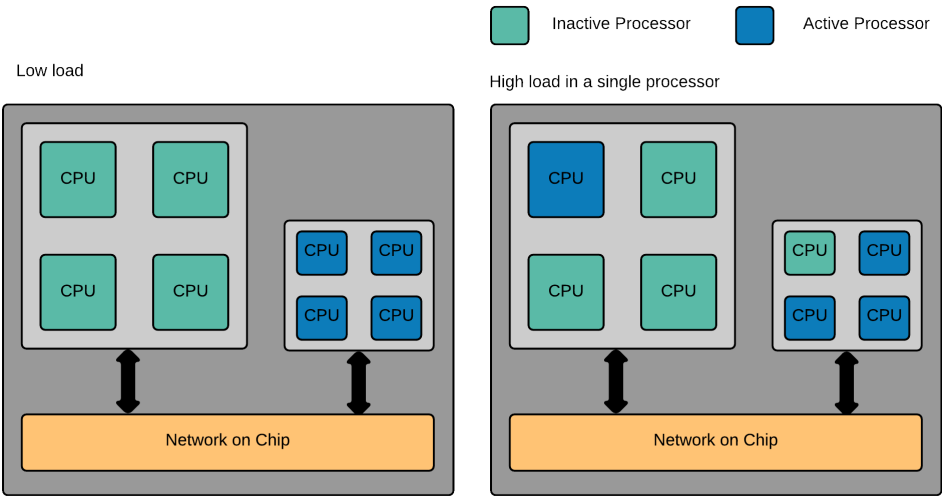 Inactive Processor
Active Processor
Low load
High load in a single processor
CPU CPU
CPU CPU
CPU CPU
CPU CPU
Network on Chip
CPU CPU
CPU CPU
CPU CPU
CPU CPU
Network on Chip